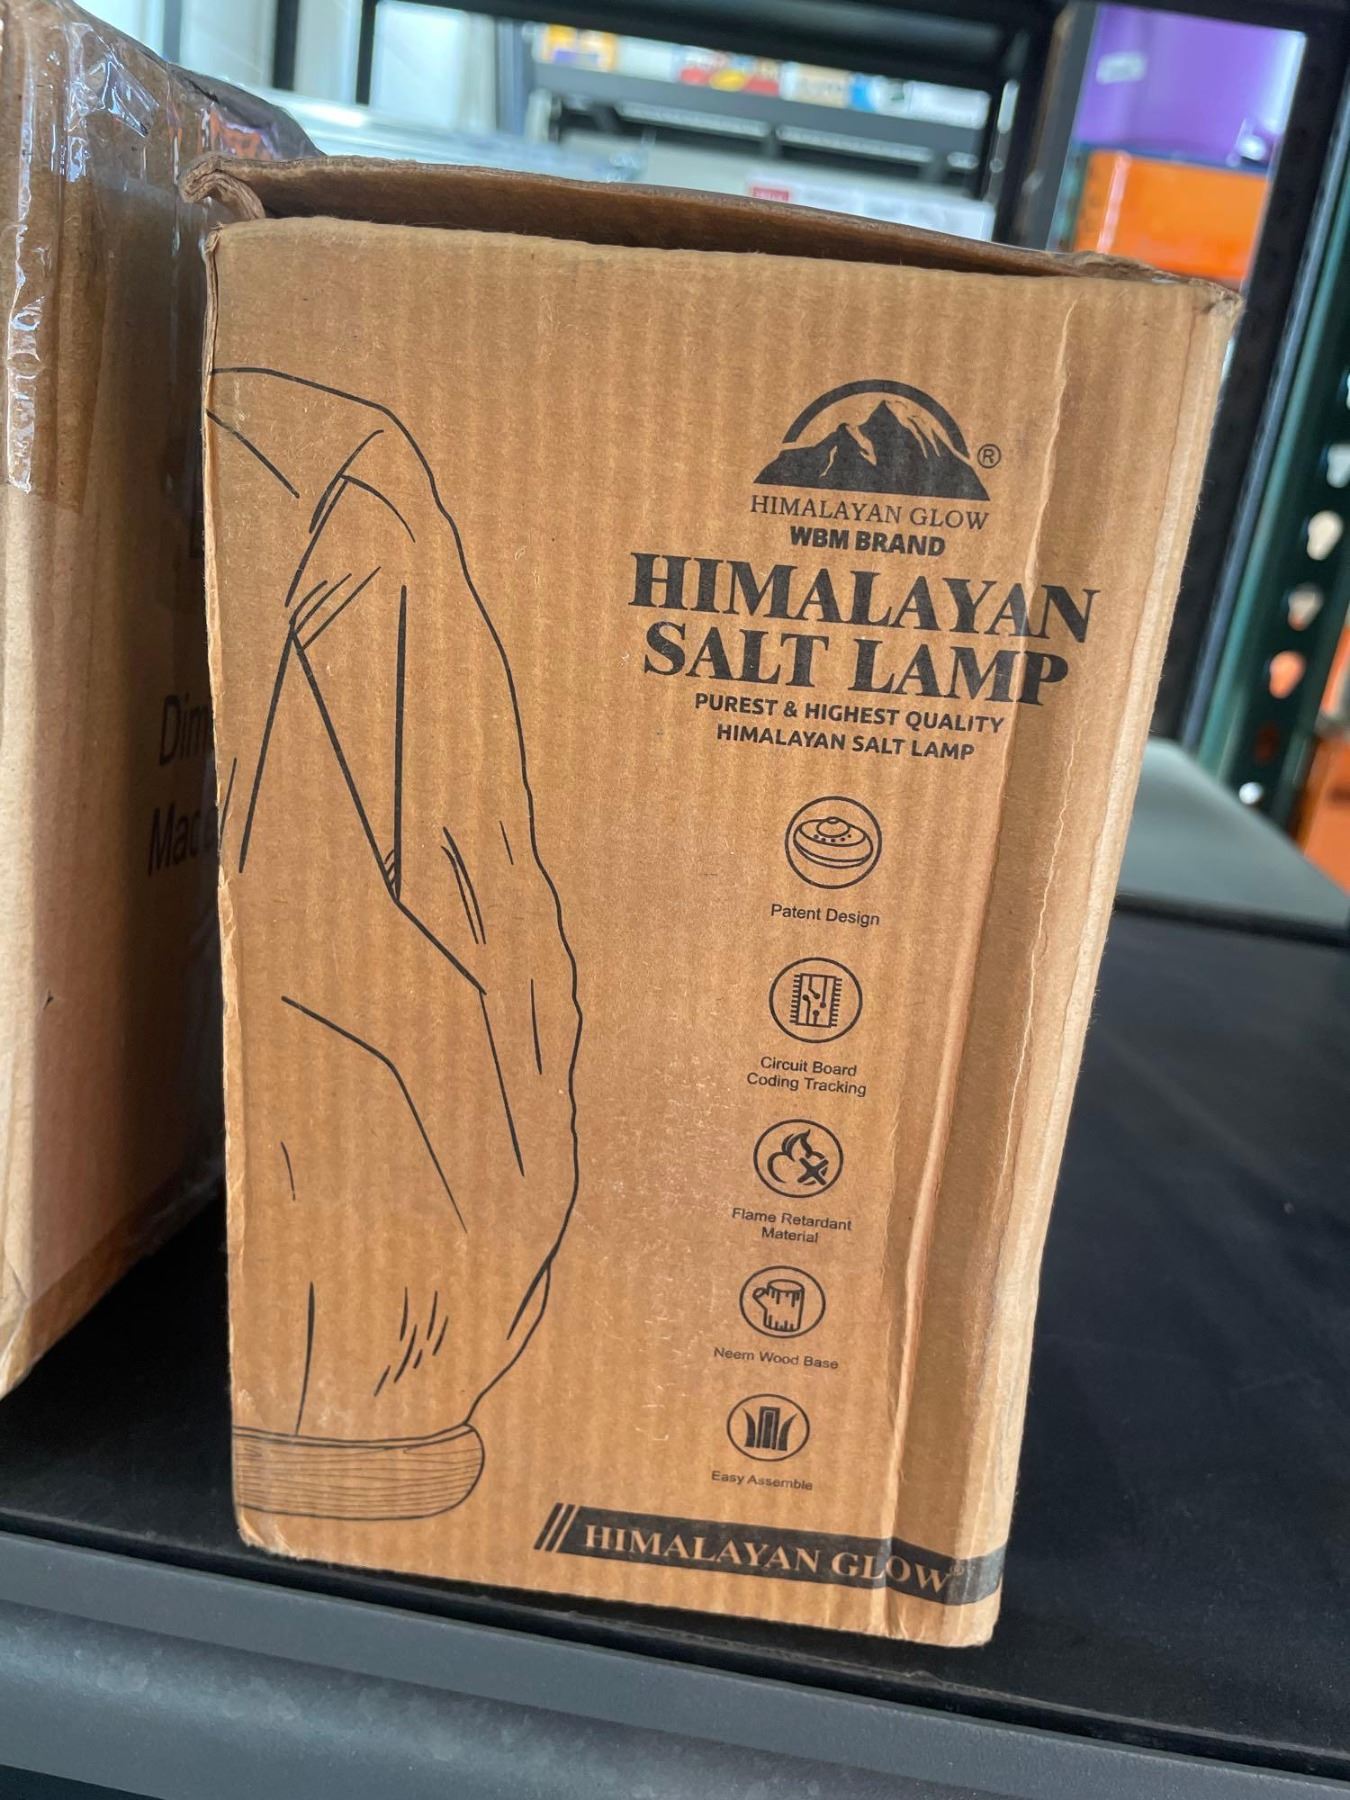 ®
HIMALAYAN GLOW
WBM BRAND
HIMALAYAN
SALT LAMP
PUREST & HIGHEST QUALITY
HIMALAYAN SALT LAMP
Patent Design
Circuit Board
Coding Tracking
Flame Retardant
Material
Neem Wood Base
Easy Assemble
HIMALAYAN GLOW®